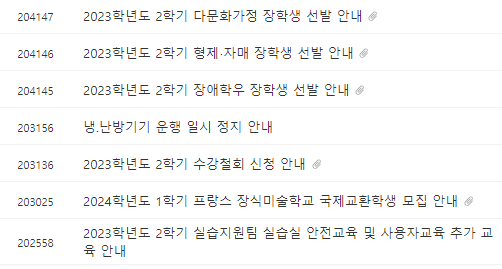 204147 2023학년도 2학기 다문화가정 장학생 선발 안내
204146 2023학년도 2학기 형제·자매 장학생 선발 안내
204145 2023학년도 2학기 장애학우 장학생 선발 안내
203156 냉.난방기기 운행 일시 정지 안내
203136 2023학년도 2학기 수강철회 신청 안내
203025 2024학년도 1학기 프랑스 장식미술학교 국제교환학생 모집 안내
202558 2023학년도 2학기 실습지원팀 실습실 안전교육 및 사용자교육 추가 교
육 안내